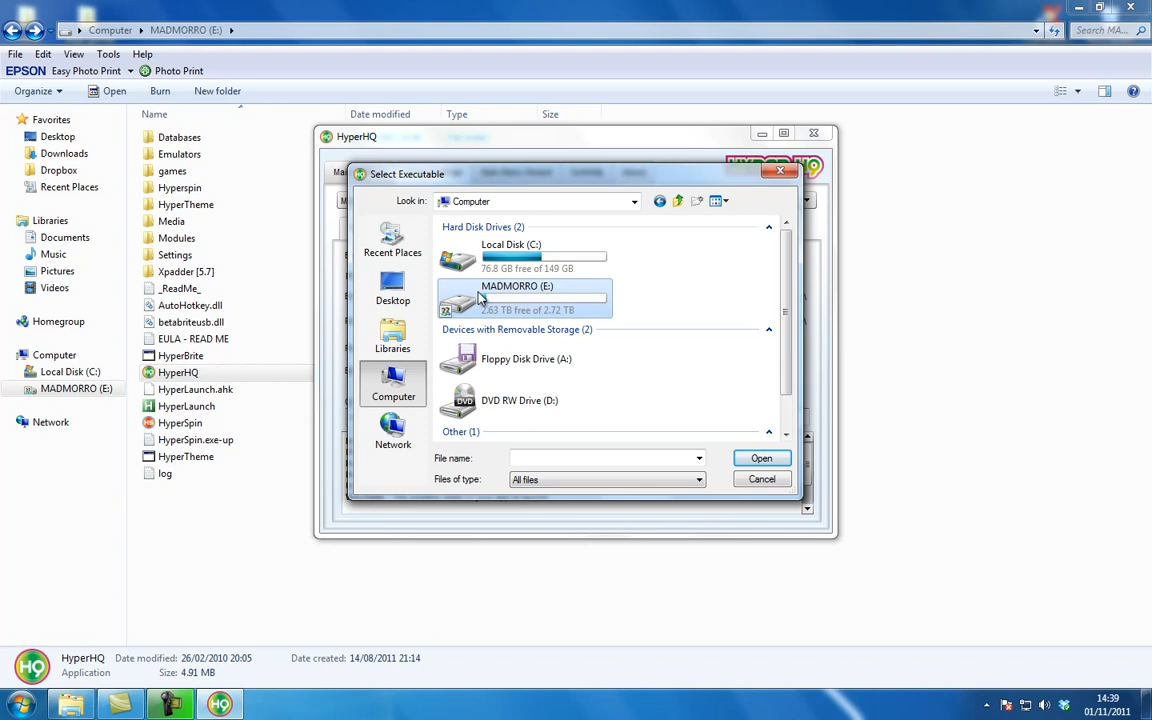 Computer MADMORRO (E:)
Search MA...
File Edit View Tools Help
EPSON Easy Photo Print Photo Print
Organize Open Burn New folder
Favorites
Desktop
Downloads
Dropbox
Recent Places
Libraries
Documents
Music
Pictures
Videos
Homegroup
Computer
Local Disk (C:)
MADMORRO (E:)
Network
Name Date modified Type Size
Databases
Emulators
games
Hyperspin
HyperTheme
Media
Modules
Settings
Xpadder [5.7]
_ReadMe_
AutoHotkey.dll
betabriteusb.dll
EULA - READ ME
HyperBrite
HyperHQ
HyperLaunch.ahk
HyperLaunch
HyperSpin
HyperSpin.exe-up
HyperTheme
log
HyperHQ
Select Executable
Look in: Computer
Recent Places
Desktop
Libraries
Computer
Network
Hard Disk Drives (2)
Local Disk (C:)
76.8 GB free of 149 GB
MADMORRO (E:)
2.63 TB free of 2.72 TB
Devices with Removable Storage (2)
Floppy Disk Drive (A:)
DVD RW Drive (D:)
Other (1)
File name: Open
Files of type: All files Cancel
HyperHQ Date modified: 26/02/2010 20:05 Date created: 14/08/2011 21:14
Application Size: 4.91 MB
14:39
01/11/2011